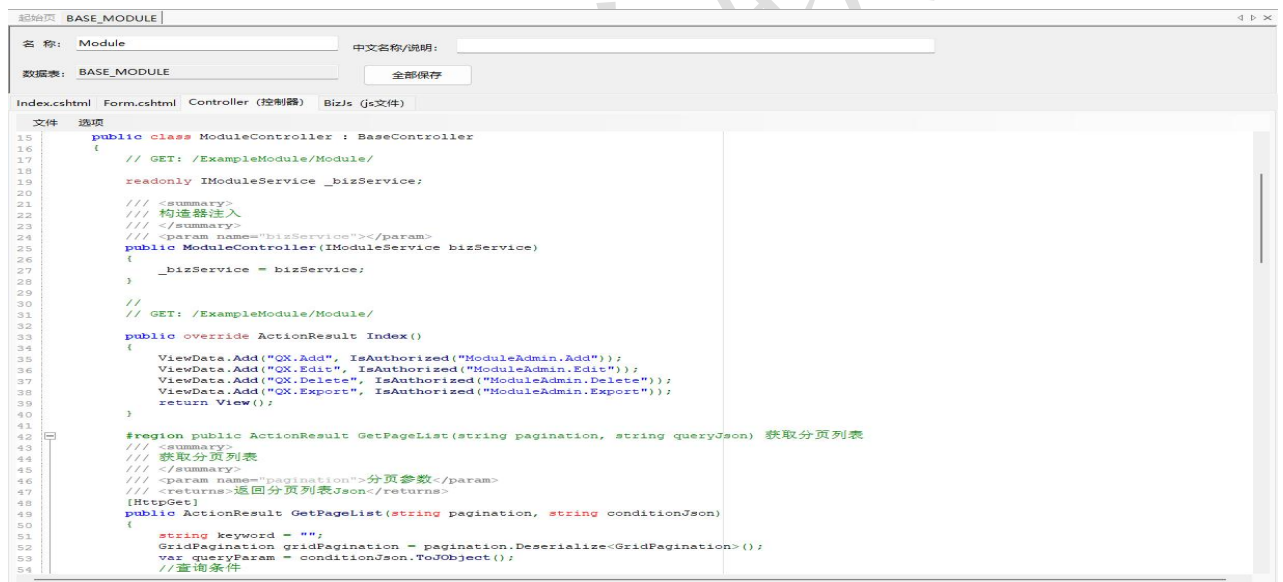 起始页 BASE_MODULE
名 称: Module 中文名称/说明:
数据表: BASE_MODULE 全部保存
Index.cshtml Form.cshtml Controller (控制器) BizJs (js文件)
文件 选项
15 public class ModuleController : BaseController
16 {
17 // GET: /ExampleModule/Module/
18
19 readonly IModuleService _bizService;
20
21 /// <summary>
22 /// 构造器注入
23 /// </summary>
24 /// <param name="bizService"></param>
25 public ModuleController(IModuleService bizService)
26 {
27 _bizService = bizService;
28 }
29
30 //
31 // GET: /ExampleModule/Module/
32
33 public override ActionResult Index()
34 {
35 ViewData.Add("QX.Add", IsAuthorized("ModuleAdmin.Add"));
36 ViewData.Add("QX.Edit", IsAuthorized("ModuleAdmin.Edit"));
37 ViewData.Add("QX.Delete", IsAuthorized("ModuleAdmin.Delete"));
38 ViewData.Add("QX.Export", IsAuthorized("ModuleAdmin.Export"));
39 return View();
40 }
41
42 #region public ActionResult GetPageList(string pagination, string queryJson) 获取分页列表
43 /// <summary>
44 /// 获取分页列表
45 /// </summary>
46 /// <param name="pagination">分页参数</param>
47 /// <returns>返回分页列表Json</returns>
48 [HttpGet]
49 public ActionResult GetPageList(string pagination, string conditionJson)
50 {
51 string keyword = "";
52 GridPagination gridPagination = pagination.Deserialize<GridPagination>();
53 var queryParam = conditionJson.ToJObject();
54 //查询条件